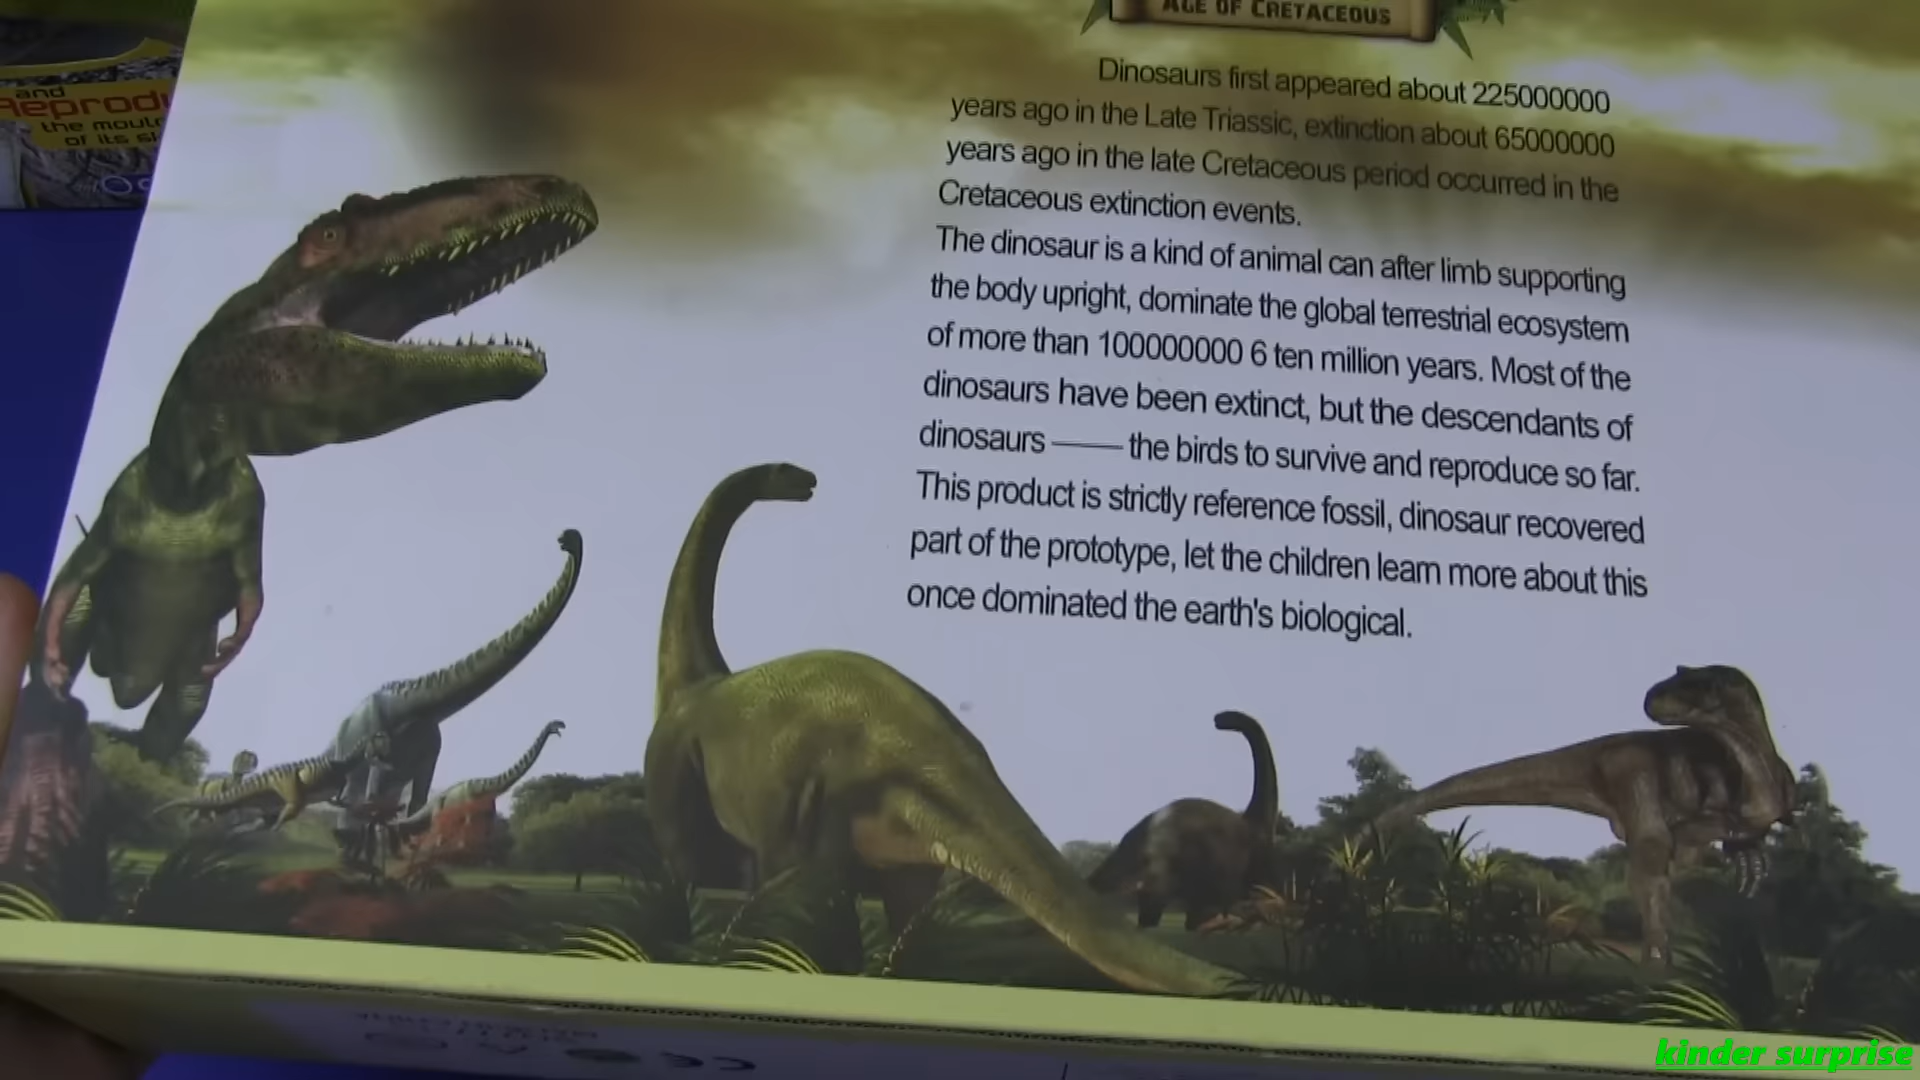 AGE OF CRETACEOUS
Dinosaurs first appeared about 225000000
years ago in the Late Triassic, extinction about 65000000
years ago in the late Cretaceous period occurred in the
Cretaceous extinction events.
The dinosaur is a kind of animal can after limb supporting
the body upright, dominate the global terrestrial ecosystem
of more than 100000000 6 ten million years. Most of the
dinosaurs have been extinct, but the descendants of
dinosaurs —— the birds to survive and reproduce so far.
This product is strictly reference fossil, dinosaur recovered
part of the prototype, let the children learn more about this
once dominated the earth's biological.
and
the
of its
kinder surprise